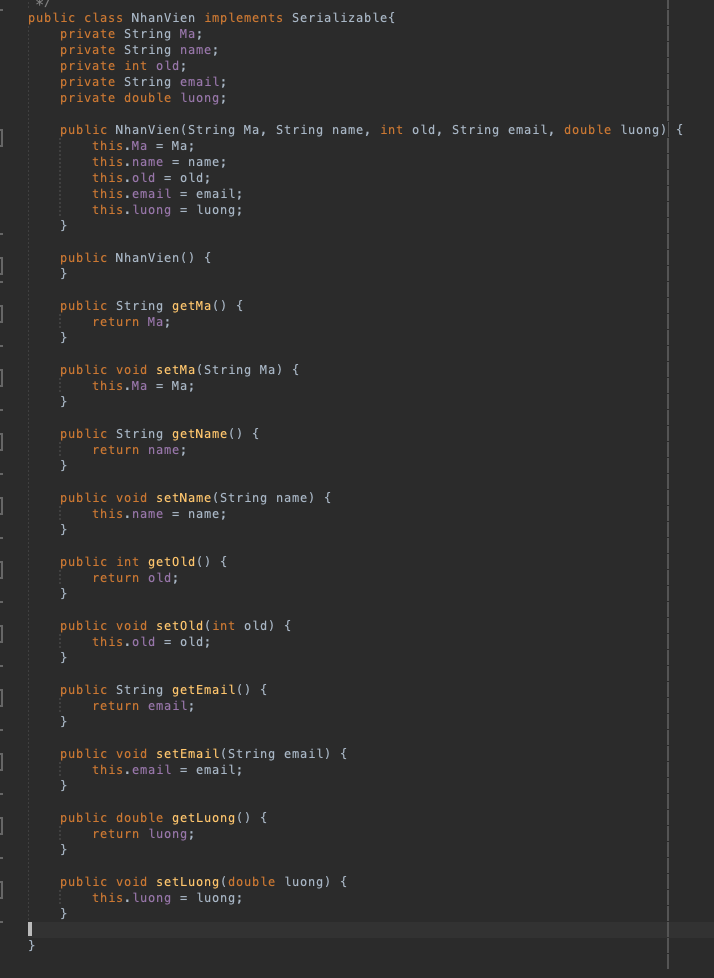 */
public class NhanVien implements Serializable{
    private String Ma;
    private String name;
    private int old;
    private String email;
    private double luong;

    public NhanVien(String Ma, String name, int old, String email, double luong) {
        this.Ma = Ma;
        this.name = name;
        this.old = old;
        this.email = email;
        this.luong = luong;
    }

    public NhanVien() {
    }

    public String getMa() {
        return Ma;
    }

    public void setMa(String Ma) {
        this.Ma = Ma;
    }

    public String getName() {
        return name;
    }

    public void setName(String name) {
        this.name = name;
    }

    public int getOld() {
        return old;
    }

    public void setOld(int old) {
        this.old = old;
    }

    public String getEmail() {
        return email;
    }

    public void setEmail(String email) {
        this.email = email;
    }

    public double getLuong() {
        return luong;
    }

    public void setLuong(double luong) {
        this.luong = luong;
    }

}